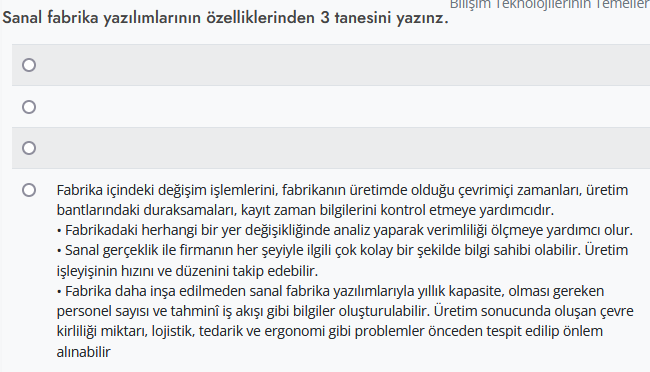 Bilişim Teknolojilerinin Temeller
Sanal fabrika yazılımlarının özelliklerinden 3 tanesini yazınz.
Fabrika içindeki değişim işlemlerini, fabrikanın üretimde olduğu çevrimiçi zamanları, üretim
bantlarındaki duraksamaları, kayıt zaman bilgilerini kontrol etmeye yardımcıdır.
• Fabrikadaki herhangi bir yer değişikliğinde analiz yaparak verimliliği ölçmeye yardımcı olur.
• Sanal gerçeklik ile firmanın her şeyiyle ilgili çok kolay bir şekilde bilgi sahibi olabilir. Üretim
işleyişinin hızını ve düzenini takip edebilir.
• Fabrika daha inşa edilmeden sanal fabrika yazılımlarıyla yıllık kapasite, olması gereken
personel sayısı ve tahminî iş akışı gibi bilgiler oluşturulabilir. Üretim sonucunda oluşan çevre
kirliliği miktarı, lojistik, tedarik ve ergonomi gibi problemler önceden tespit edilip önlem
alınabilir